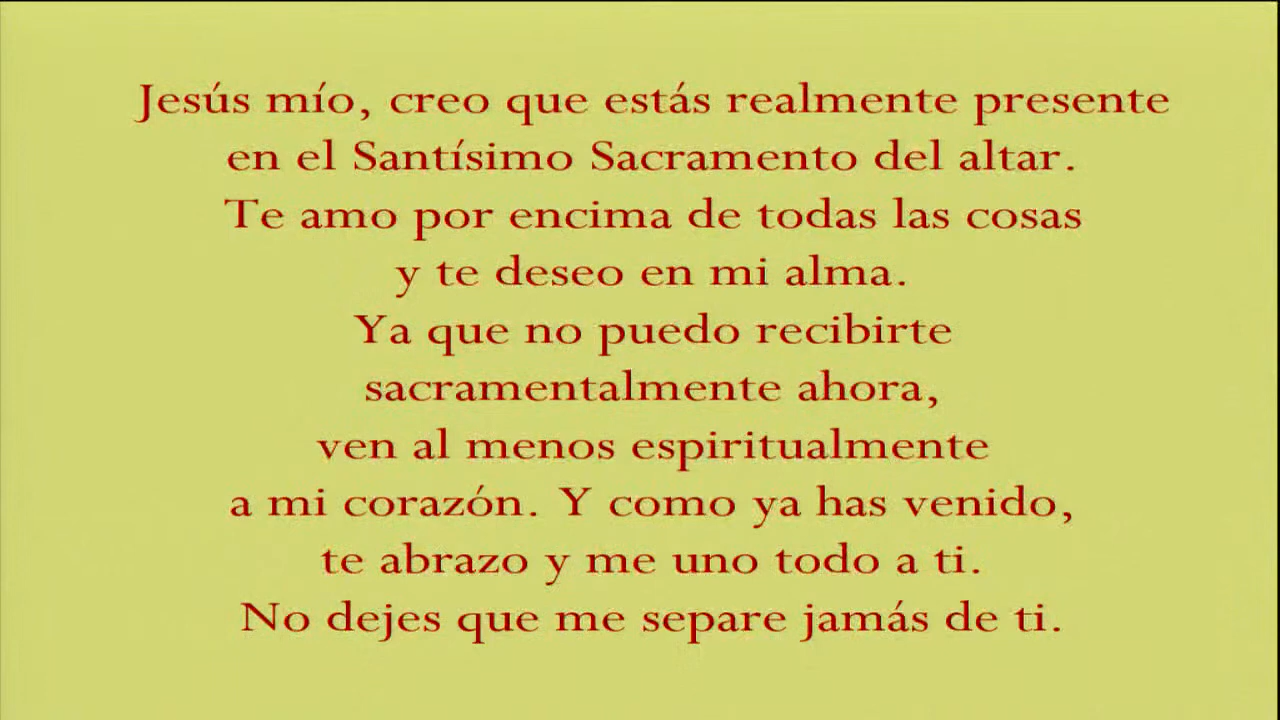 Jesús mío, creo que estás realmente presente
en el Santísimo Sacramento del altar.
Te amo por encima de todas las cosas
y te deseo en mi alma.
Ya que no puedo recibirte
sacramentalmente ahora,
ven al menos espiritualmente
a mi corazón. Y como ya has venido,
te abrazo y me uno todo a ti.
No dejes que me separe jamás de ti.